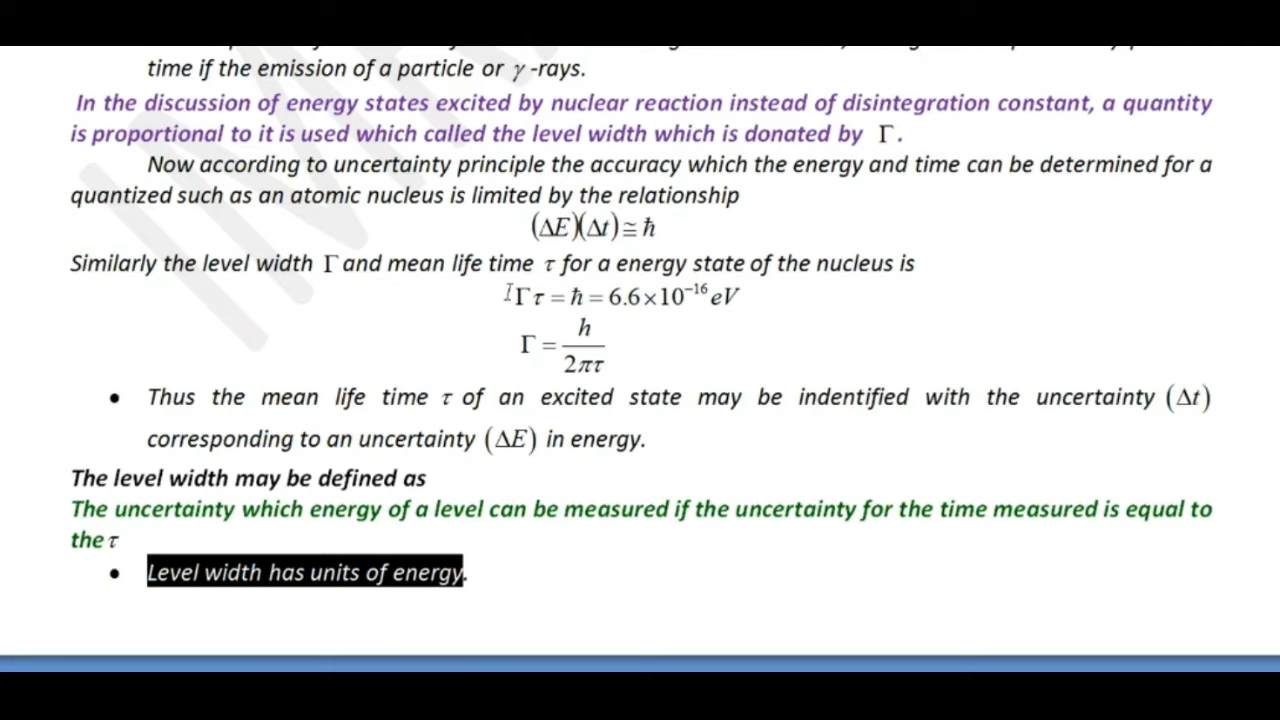 time if the emission of a particle or γ -rays.
In the discussion of energy states excited by nuclear reaction instead of disintegration constant, a quantity
is proportional to it is used which called the level width which is donated by Γ.
Now according to uncertainty principle the accuracy which the energy and time can be determined for a
quantized such as an atomic nucleus is limited by the relationship
(ΔE)(Δt)≅ħ
Similarly the level width Γ and mean life time τ for a energy state of the nucleus is
Γτ = ħ = 6.6×10⁻¹⁶ eV
Γ = h / 2πτ
• Thus the mean life time τ of an excited state may be indentified with the uncertainty (Δt)
corresponding to an uncertainty (ΔE) in energy.
The level width may be defined as
The uncertainty which energy of a level can be measured if the uncertainty for the time measured is equal to
the τ
• Level width has units of energy.